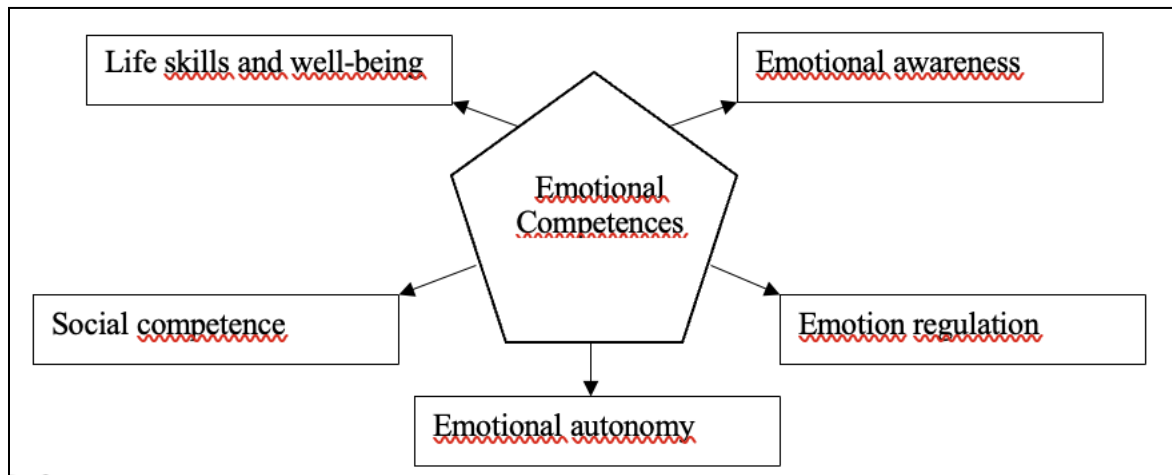 Life skills and well-being
Emotional awareness
Emotional
Competences
Social competence
Emotion regulation
Emotional autonomy